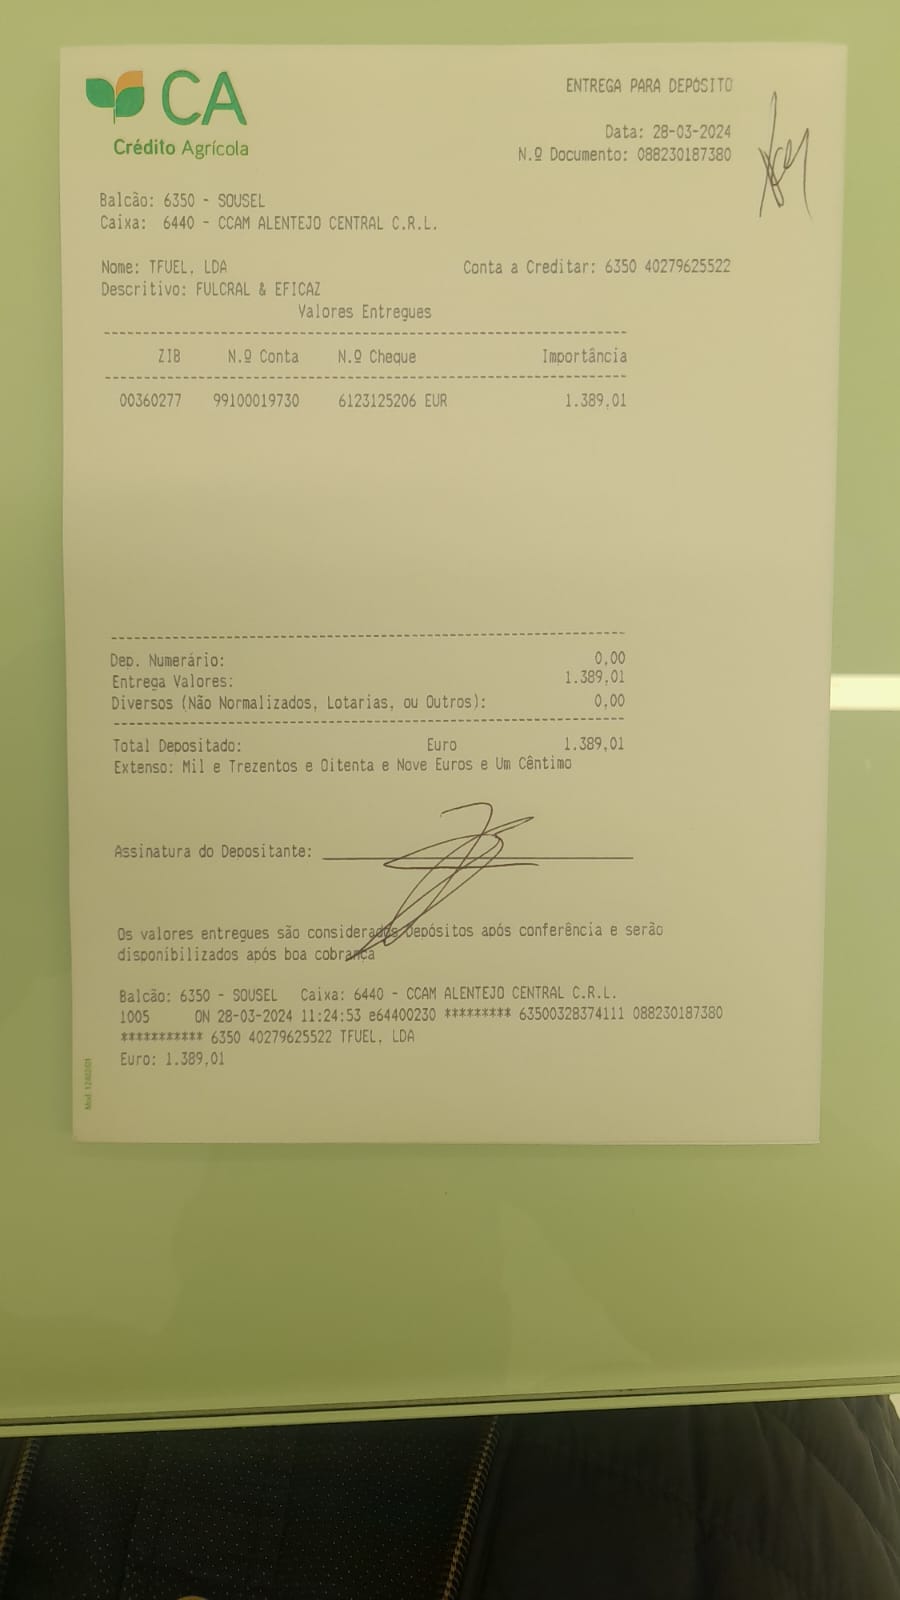 CA
Crédito Agrícola
ENTREGA PARA DEPÓSITO
Data: 28-03-2024
N.º Documento: 088230187380
Balcão: 6350 - SOUSEL
Caixa: 6440 - CCAM ALENTEJO CENTRAL C.R.L.
Nome: TFUEL, LDA Conta a Creditar: 6350 40279625522
Descritivo: FULCRAL & EFICAZ
Valores Entregues
ZIB N.º Conta N.º Cheque Importância
00360277 99100019730 6123125206 EUR 1.389,01
Dep. Numerário: 0,00
Entrega Valores: 1.389,01
Diversos (Não Normalizados, Lotarias, ou Outros): 0,00
Total Depositado: Euro 1.389,01
Extenso: Mil e Trezentos e Oitenta e Nove Euros e Um Cêntimo
Assinatura do Depositante:
Os valores entregues são considerados Depósitos após conferência e serão
disponibilizados após boa cobrança
Balcão: 6350 - SOUSEL Caixa: 6440 - CCAM ALENTEJO CENTRAL C.R.L.
1005 ON 28-03-2024 11:24:53 e64400230 ********* 63500328374111 088230187380
*********** 6350 40279625522 TFUEL, LDA
Euro: 1.389,01